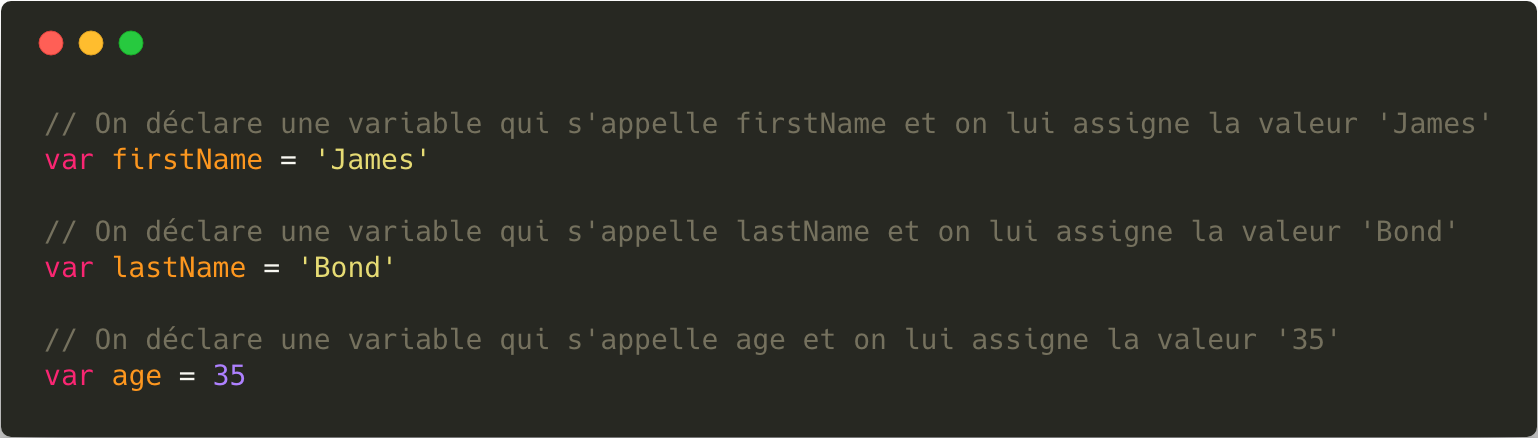 // On déclare une variable qui s'appelle firstName et on lui assigne la valeur 'James'
var firstName = 'James'
// On déclare une variable qui s'appelle lastName et on lui assigne la valeur 'Bond'
var lastName = 'Bond'
// On déclare une variable qui s'appelle age et on lui assigne la valeur '35'
var age = 35